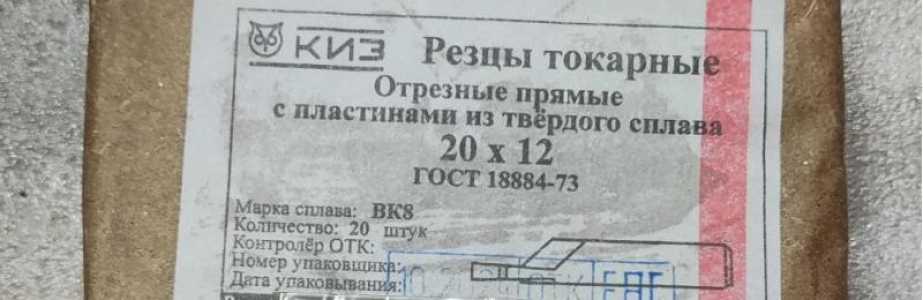 КИЗ Резцы токарные
Отрезные прямые
с пластинами из твёрдого сплава
20 х 12
ГОСТ 18884-73
Марка сплава: ВК8
Количество: 20 штук
Контролёр ОТК:
Номер упаковщика:
Дата упаковывания: